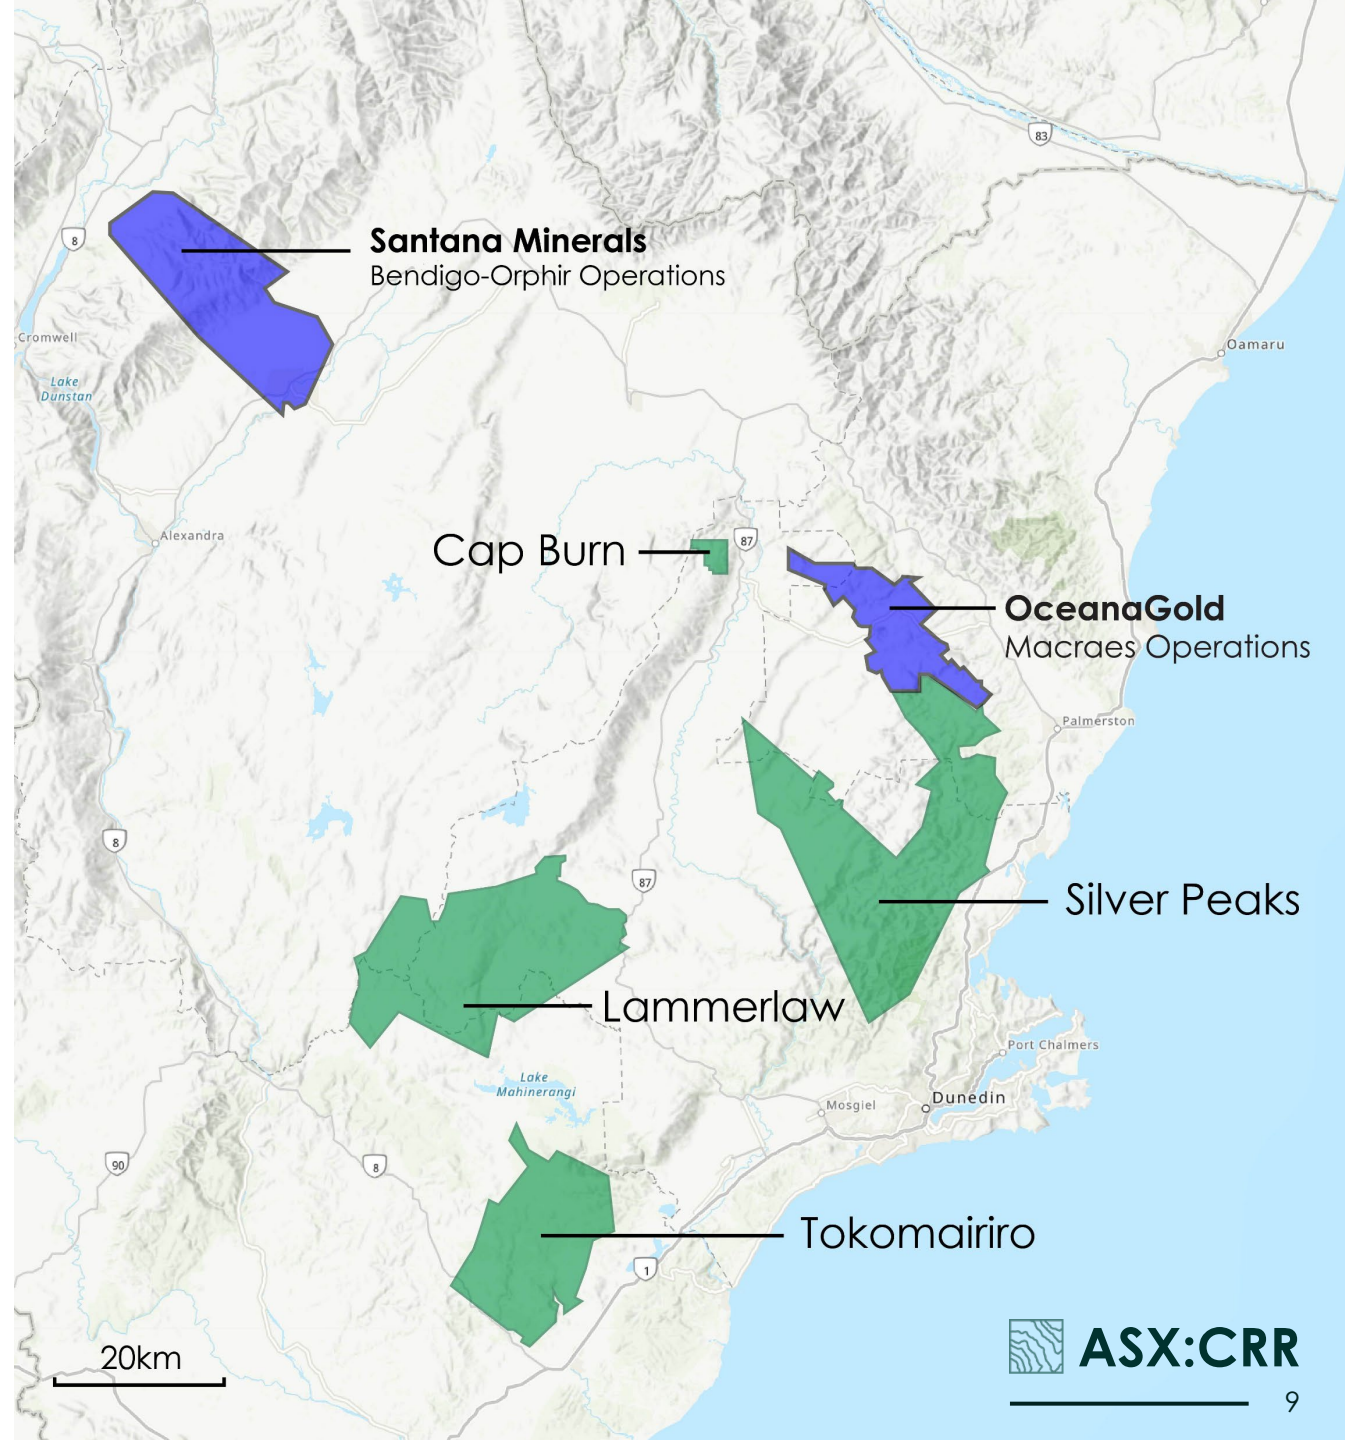 83
8
Santana Minerals
Bendigo-Orphir Operations
Cromwell
Oamaru
Lake
Dunstan
Alexandra
Cap Burn
87
OceanaGold
Macraes Operations
Palmerston
8
87
Silver Peaks
Lammerlaw
Port Chalmers
Lake
Mahinerangi
Dunedin
Mosgiel
90
8
Tokomairiro
1
20km
ASX:CRR
9